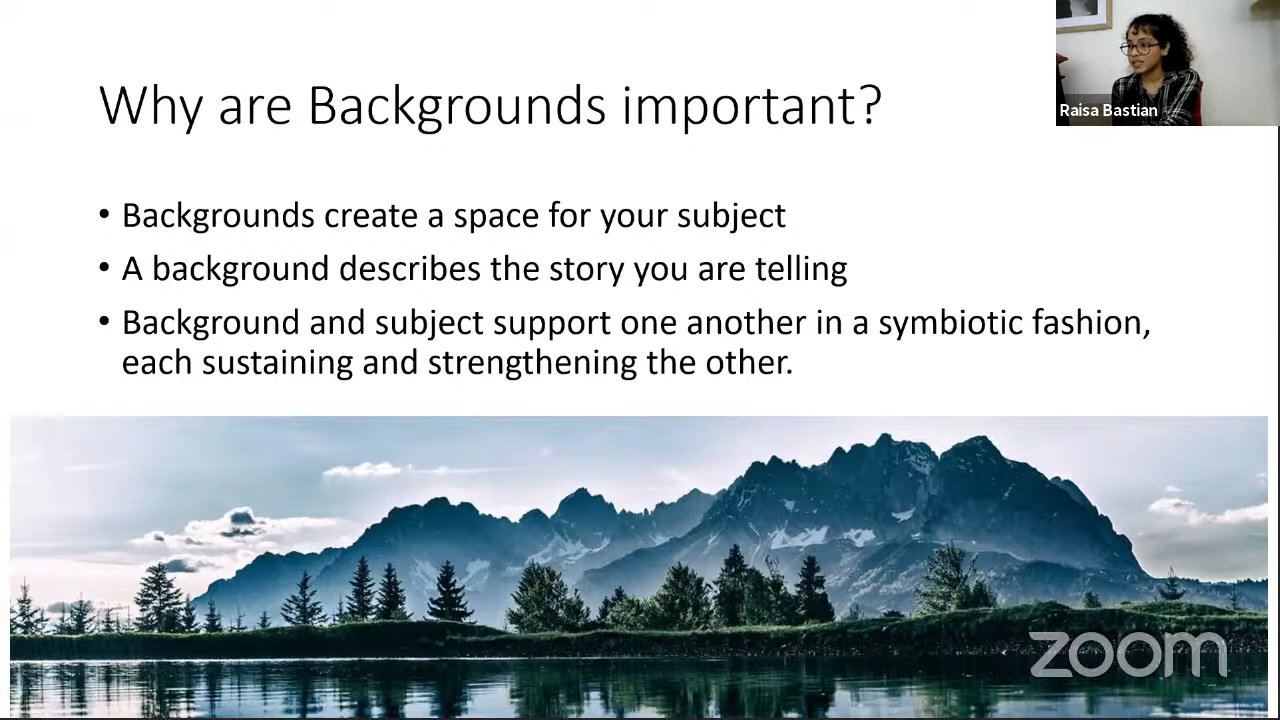 Why are Backgrounds important?
Raisa Bastian
• Backgrounds create a space for your subject
• A background describes the story you are telling
• Background and subject support one another in a symbiotic fashion,
each sustaining and strengthening the other.
zoom